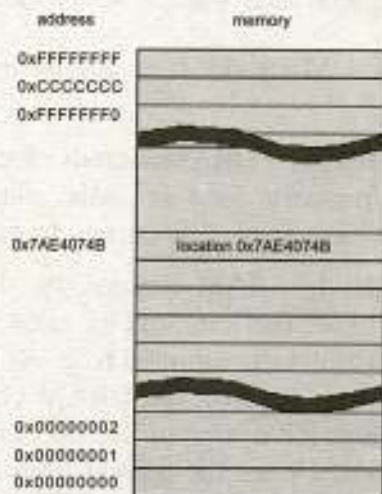 address memory
0xFFFFFFFF
0xCCCCCCC
0xFFFFFFF0
0x7AE4074B location 0x7AE4074B
0x00000002
0x00000001
0x00000000